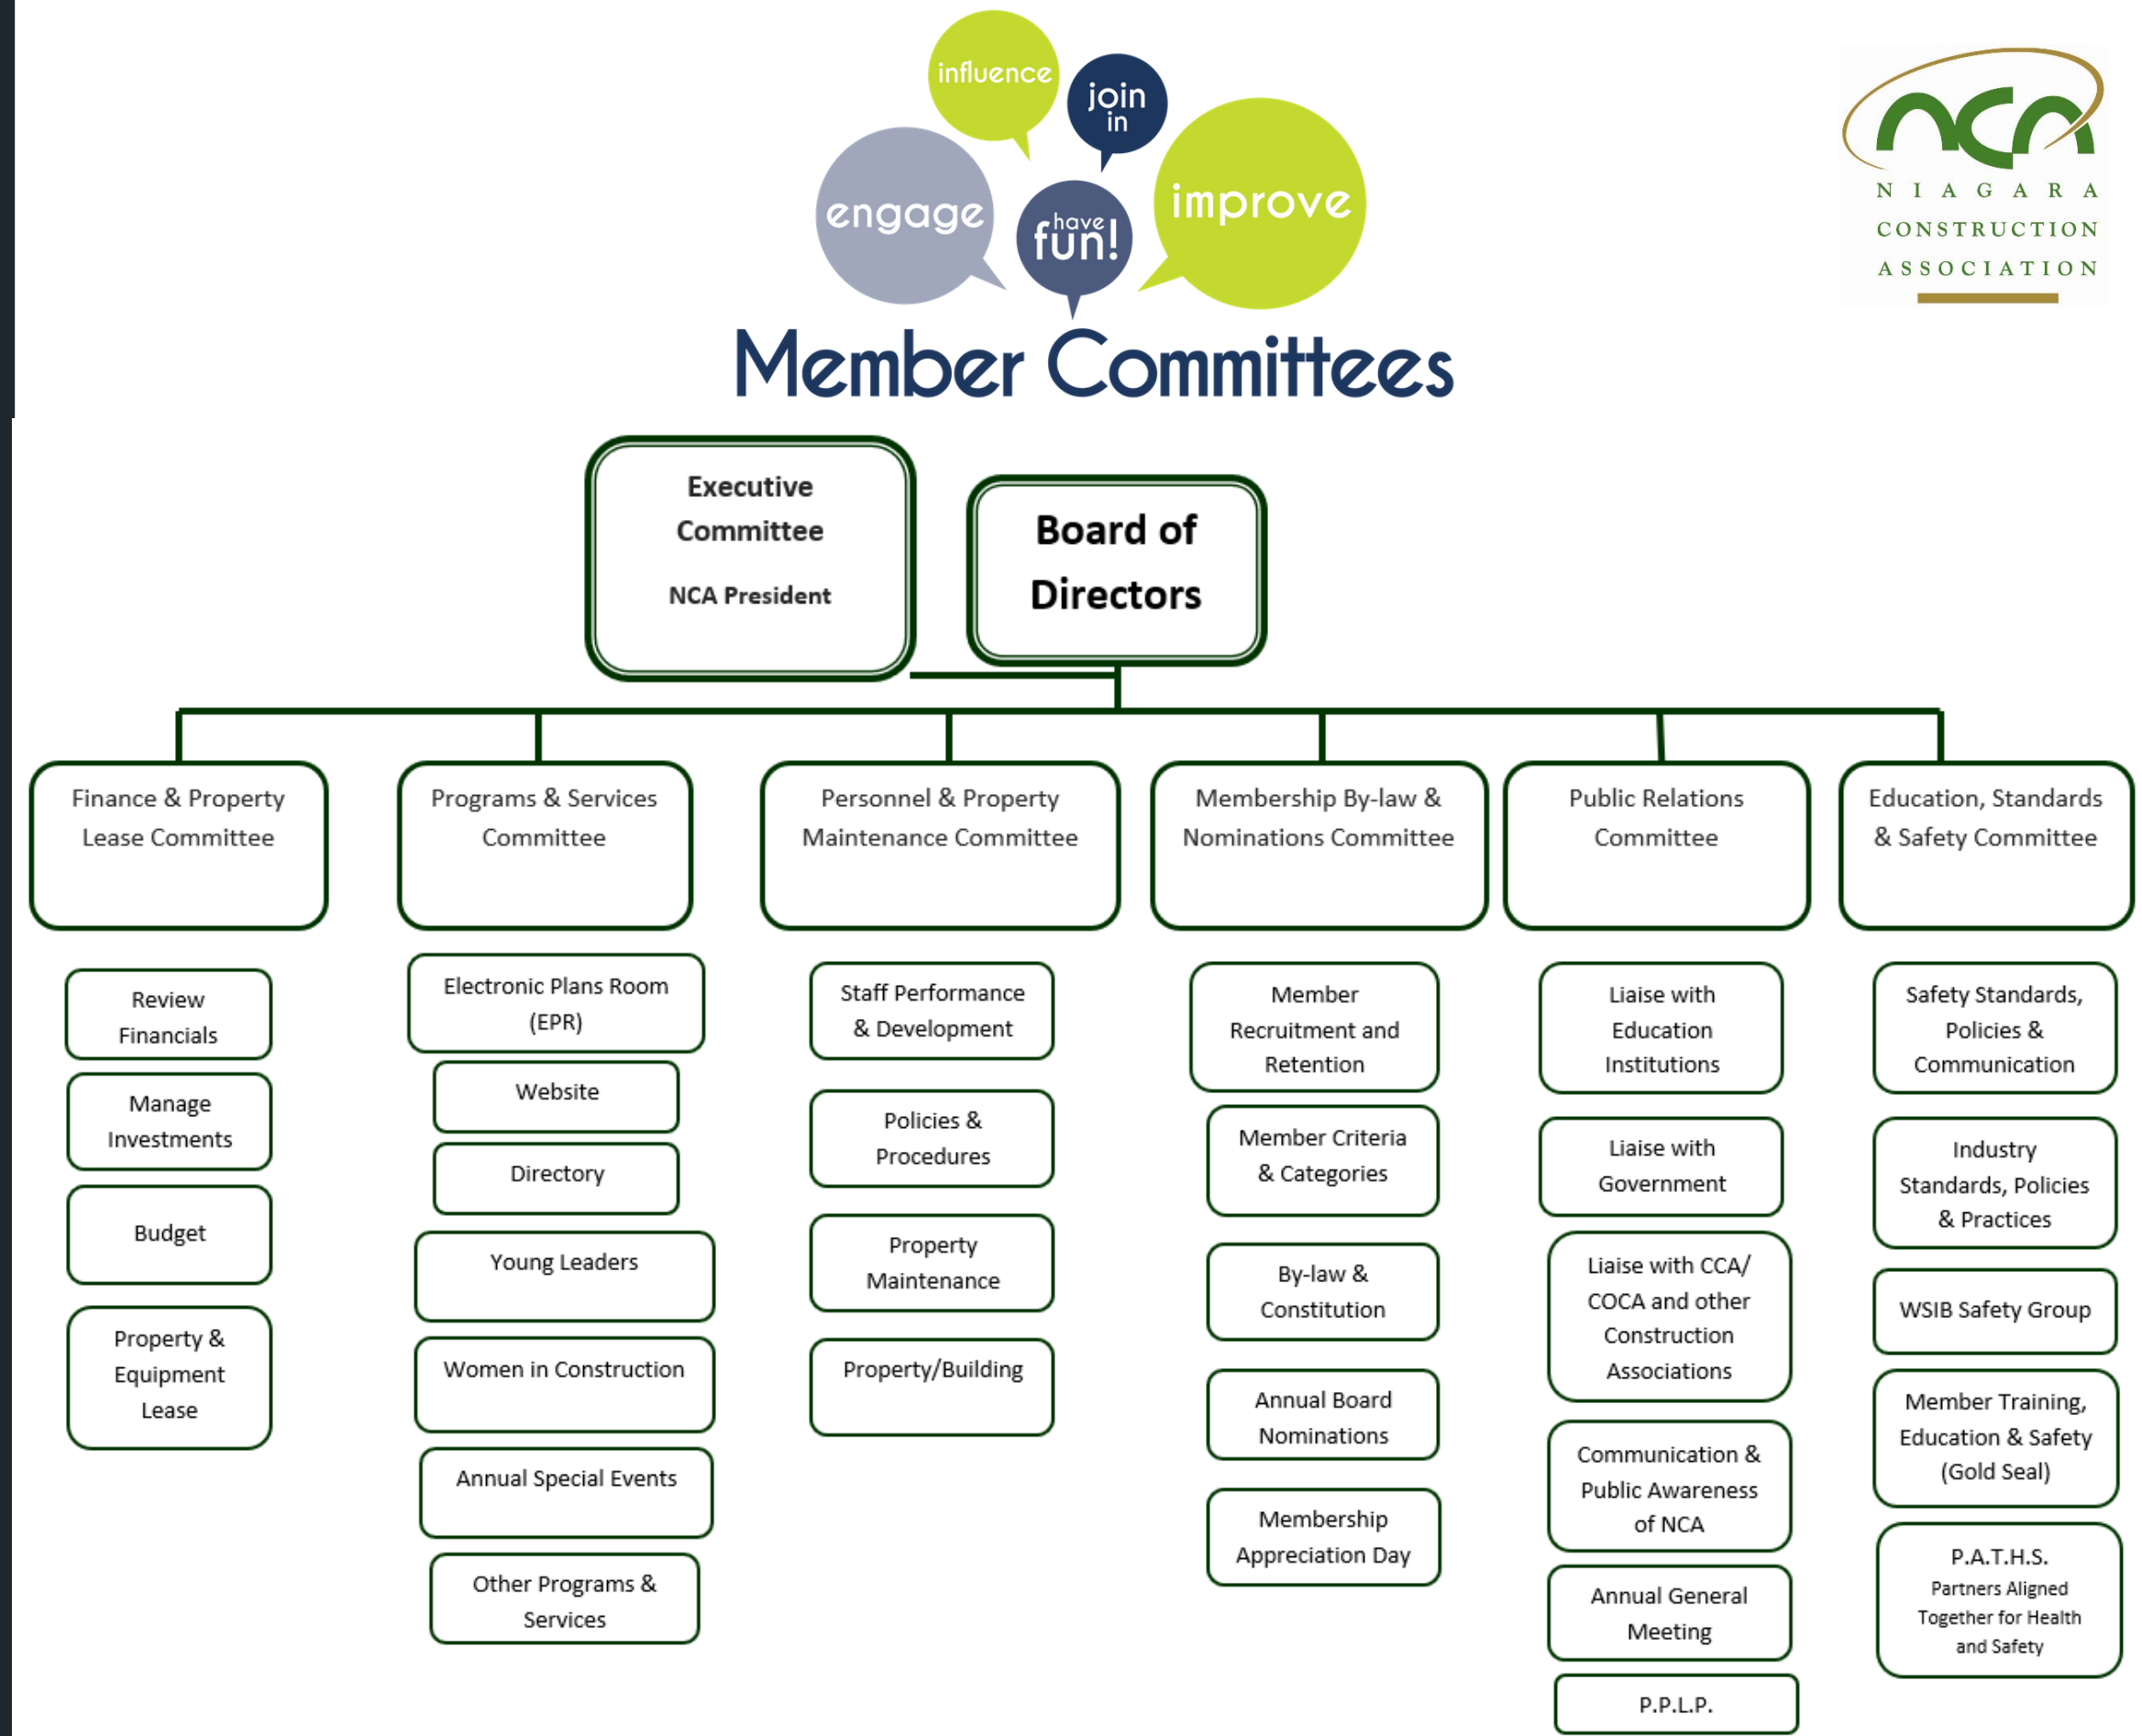 influence
join
in
engage
have
fun!
improve
nca
NIAGARA
CONSTRUCTION
ASSOCIATION
Member Committees
Executive
Committee
NCA President
Board of
Directors
Finance & Property
Lease Committee
Programs & Services
Committee
Personnel & Property
Maintenance Committee
Membership By-law &
Nominations Committee
Public Relations
Committee
Education, Standards
& Safety Committee
Review
Financials
Manage
Investments
Budget
Property &
Equipment
Lease
Electronic Plans Room
(EPR)
Website
Directory
Young Leaders
Women in Construction
Annual Special Events
Other Programs &
Services
Staff Performance
& Development
Policies &
Procedures
Property
Maintenance
Property/Building
Member
Recruitment and
Retention
Member Criteria
& Categories
By-law &
Constitution
Annual Board
Nominations
Membership
Appreciation Day
Liaise with
Education
Institutions
Liaise with
Government
Liaise with CCA/
COCA and other
Construction
Associations
Communication &
Public Awareness
of NCA
Annual General
Meeting
P.P.L.P.
Safety Standards,
Policies &
Communication
Industry
Standards, Policies
& Practices
WSIB Safety Group
Member Training,
Education & Safety
(Gold Seal)
P.A.T.H.S.
Partners Aligned
Together for Health
and Safety